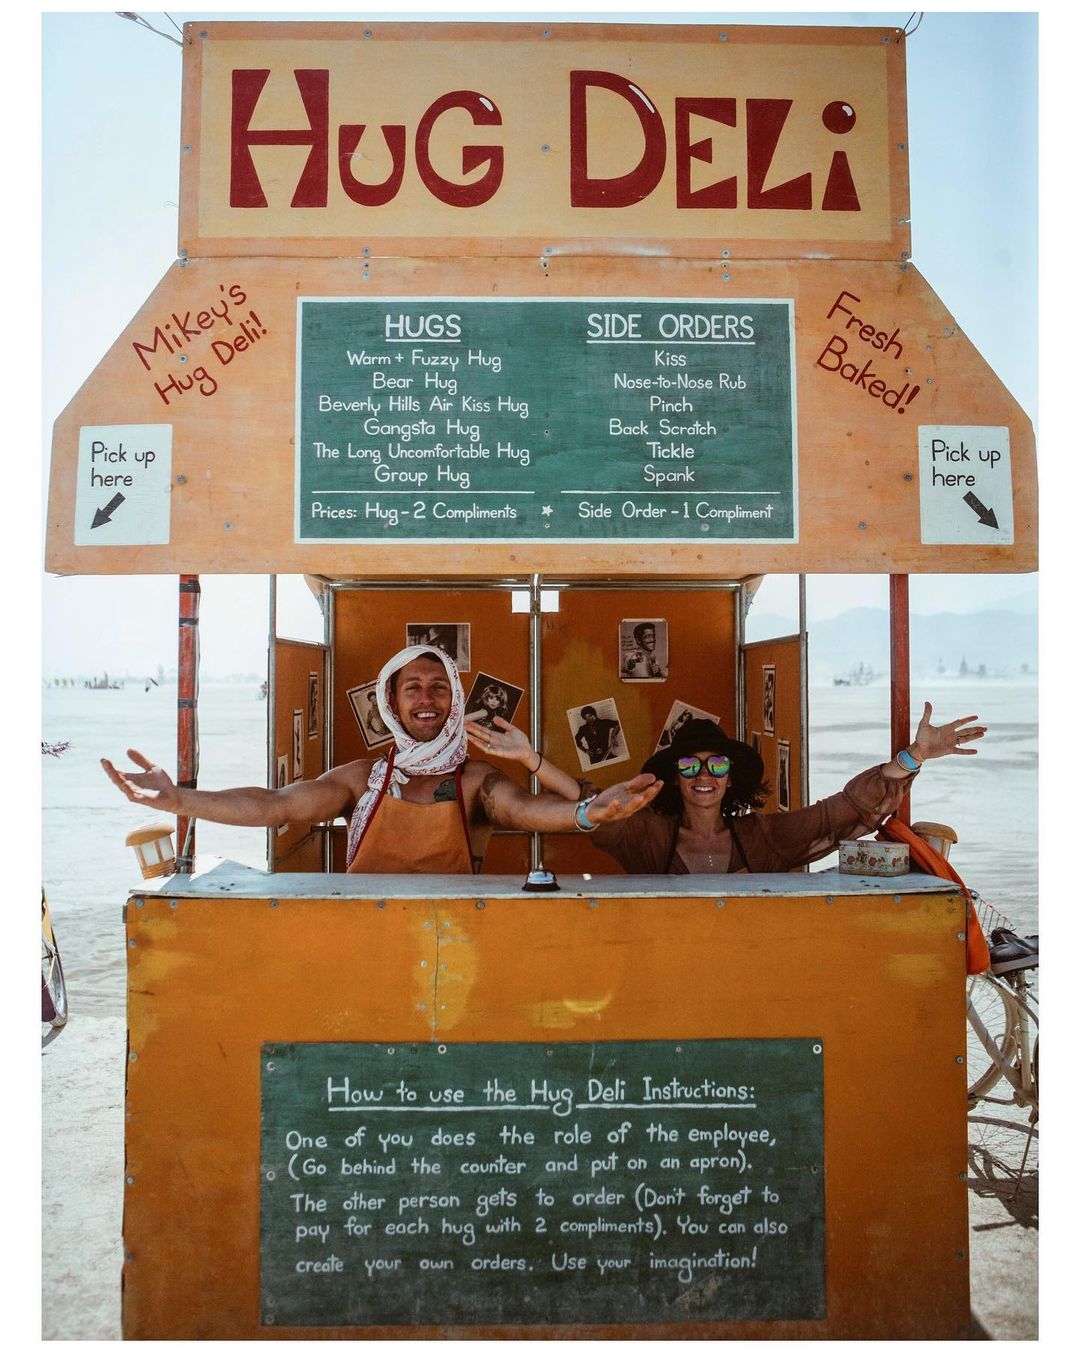 HUG DELi
Mikey's
Hug Deli!
Fresh
Baked!
Pick up
here
HUGS
Warm + Fuzzy Hug
Bear Hug
Beverly Hills Air Kiss Hug
Gangsta Hug
The Long Uncomfortable Hug
Group Hug
Prices: Hug - 2 Compliments
SIDE ORDERS
Kiss
Nose-to-Nose Rub
Pinch
Back Scratch
Tickle
Spank
Side Order - 1 Compliment
Pick up
here
How to use the Hug Deli Instructions:
One of you does the role of the employee,
(Go behind the counter and put on an apron).
The other person gets to order (Don't forget to
pay for each hug with 2 compliments). You can also
create your own orders. Use your imagination!